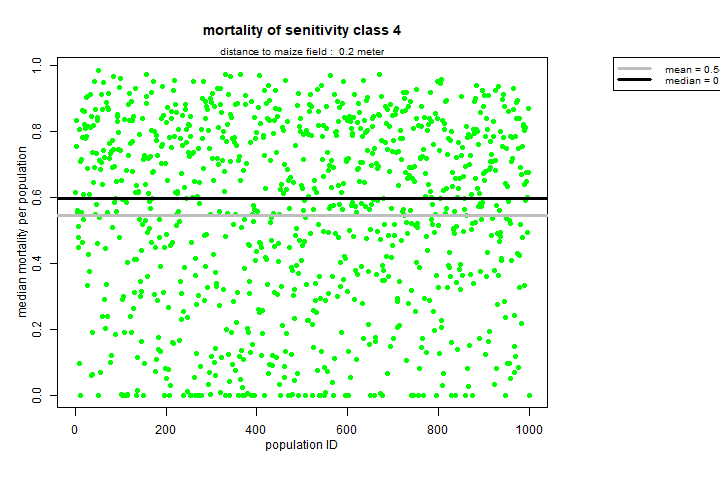 mortality of senitivity class 4
distance to maize field :  0.2 meter
mean = 0.5
median = 0
median mortality per population
1.0
0.8
0.6
0.4
0.2
0.0
0 200 400 600 800 1000
population ID